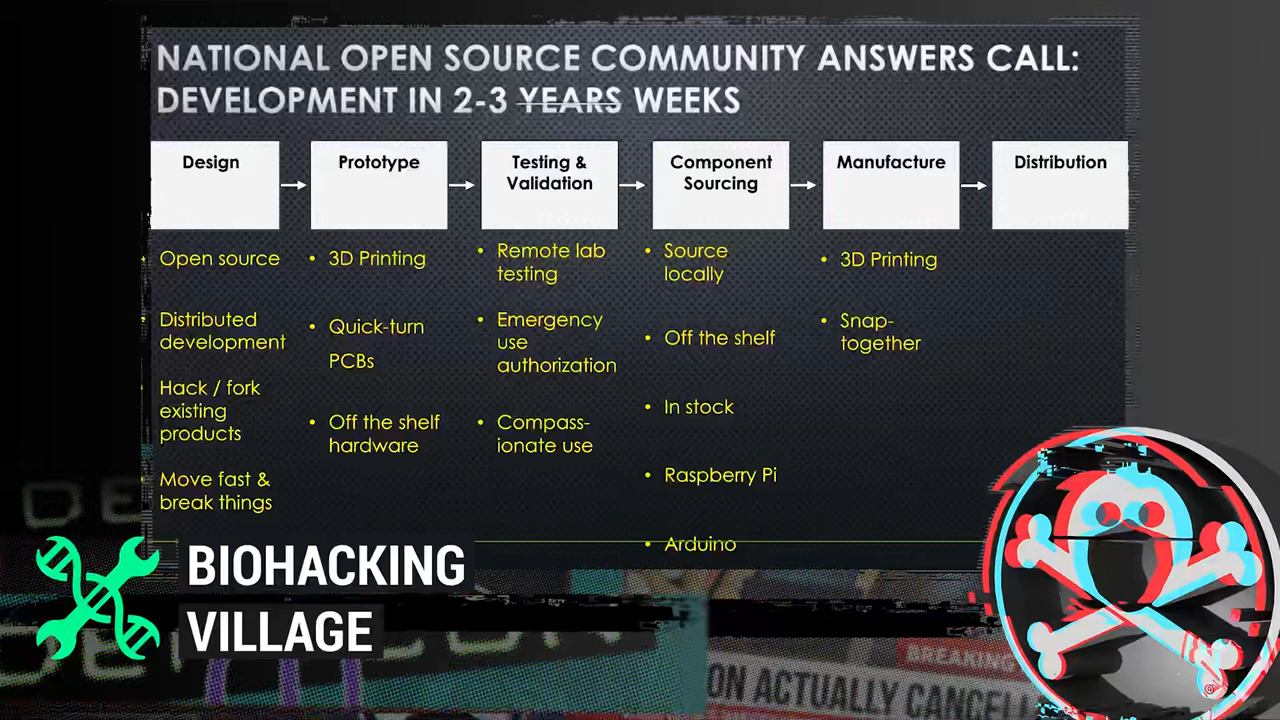 NATIONAL OPEN SOURCE COMMUNITY ANSWERS CALL:
DEVELOPMENT IN 2-3 YEARS WEEKS
Design
Prototype
Testing &
Validation
Component
Sourcing
Manufacture
Distribution
• Open source
• Distributed
development
• Hack / fork
existing
products
• Move fast &
break things
• 3D Printing
• Quick-turn
PCBs
• Off the shelf
hardware
• Remote lab
testing
• Emergency
use
authorization
• Compass-
ionate use
• Source
locally
• Off the shelf
• In stock
• Raspberry Pi
• Arduino
• 3D Printing
• Snap-
together
BIOHACKING
VILLAGE
BREAKING
ON ACTUALLY CANCELL